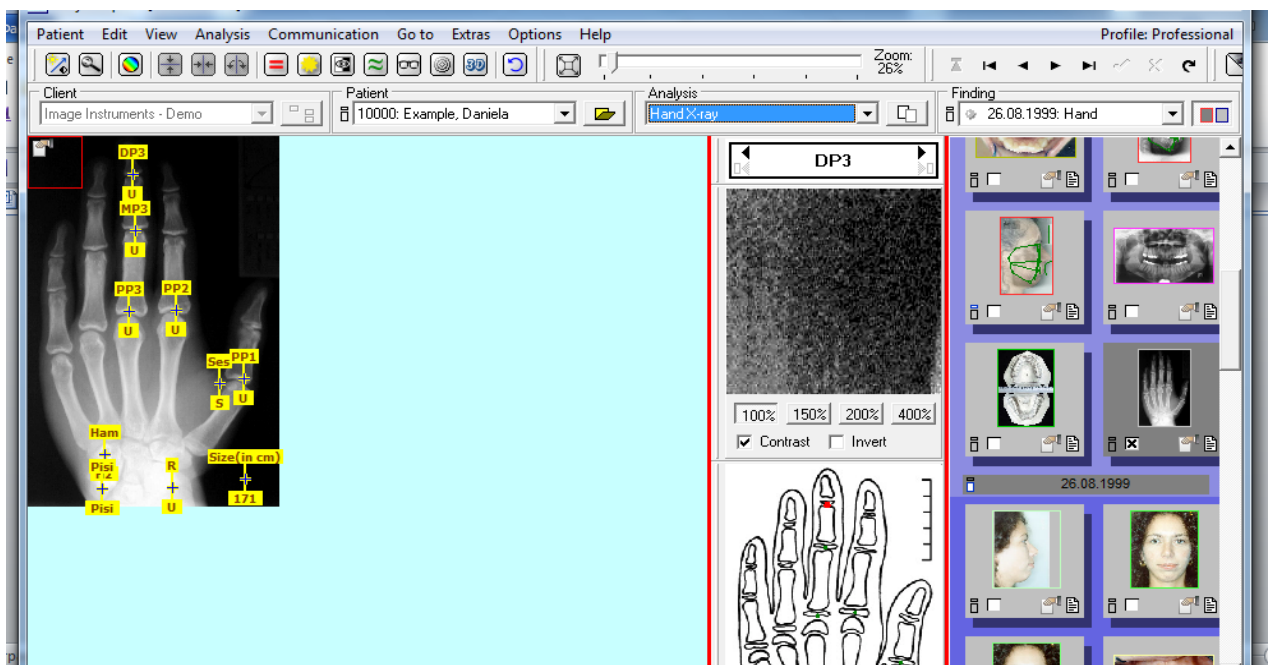 Patient Edit View Analysis Communication Go to Extras Options Help Profile: Professional
3D Zoom: 26%
Client Patient Analysis Finding
Image Instruments - Demo 10000: Example, Daniela Hand X-ray 26.08.1999: Hand
DP3
U
MP3
U
PP3 PP2
U U
Ses PP1
S U
Ham
Pisi R Size(in cm)
Pisi U 171
DP3
100% 150% 200% 400%
Contrast Invert
26.08.1999